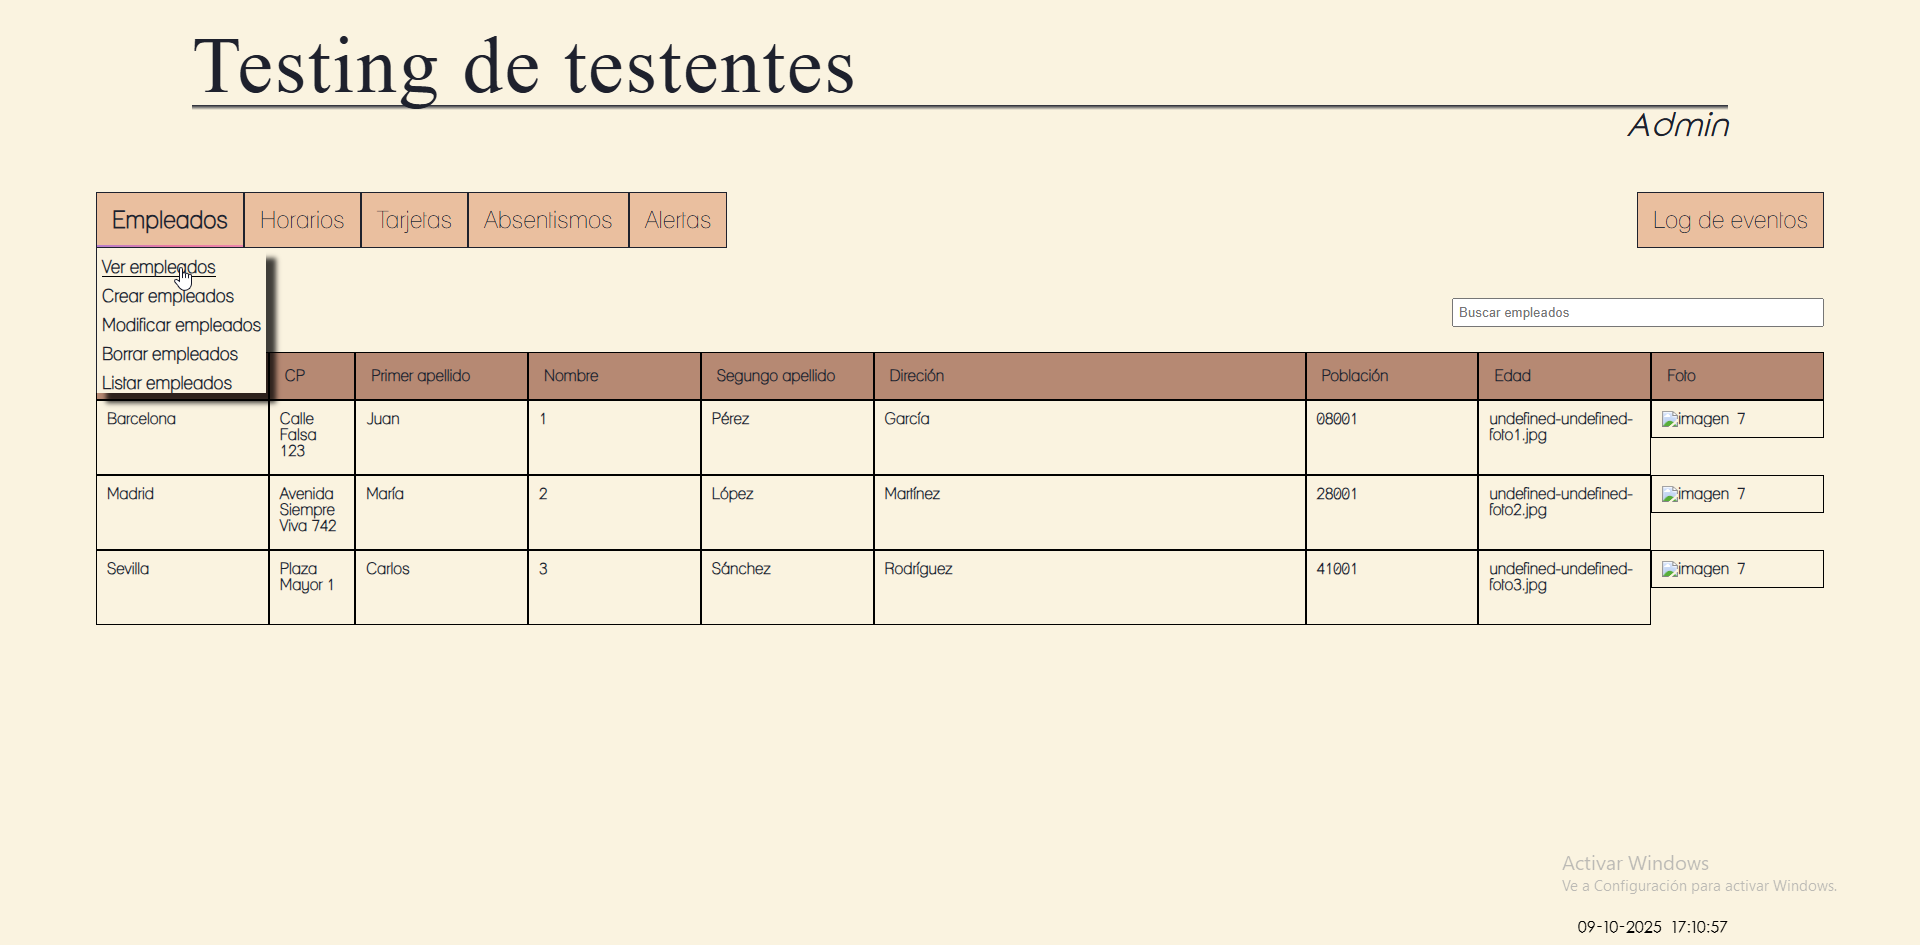 Testing de testentes
Admin
Empleados Horarios Tarjetas Absentismos Alertas Log de eventos
Ver empleados
Crear empleados
Modificar empleados
Borrar empleados
Listar empleados
Buscar empleados
CP Primer apellido Nombre Segungo apellido Direción Población Edad Foto
Barcelona Calle Juan 1 Pérez García 08001 undefined-undefined- imagen 7
Falsa foto1.jpg
123
Madrid Avenida María 2 López Martínez 28001 undefined-undefined- imagen 7
Siempre foto2.jpg
Viva 742
Sevilla Plaza Carlos 3 Sánchez Rodríguez 41001 undefined-undefined- imagen 7
Mayor 1 foto3.jpg
Activar Windows
Ve a Configuración para activar Windows.
09-10-2025 17:10:57